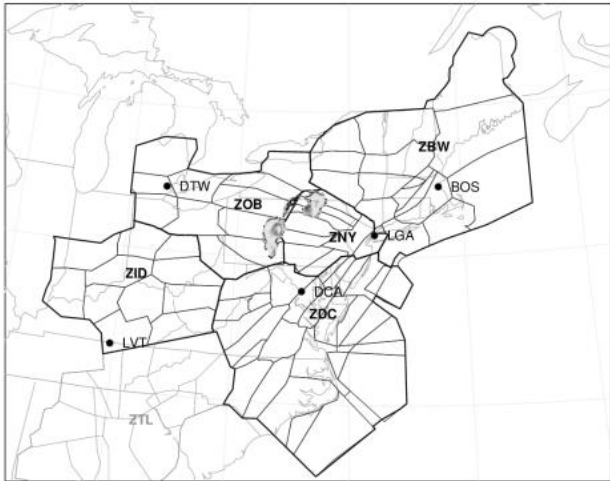 ZBW
DTW
BOS
ZOB
LGA
ZNY
ZID
DCA
ZDC
LVT
ZTL